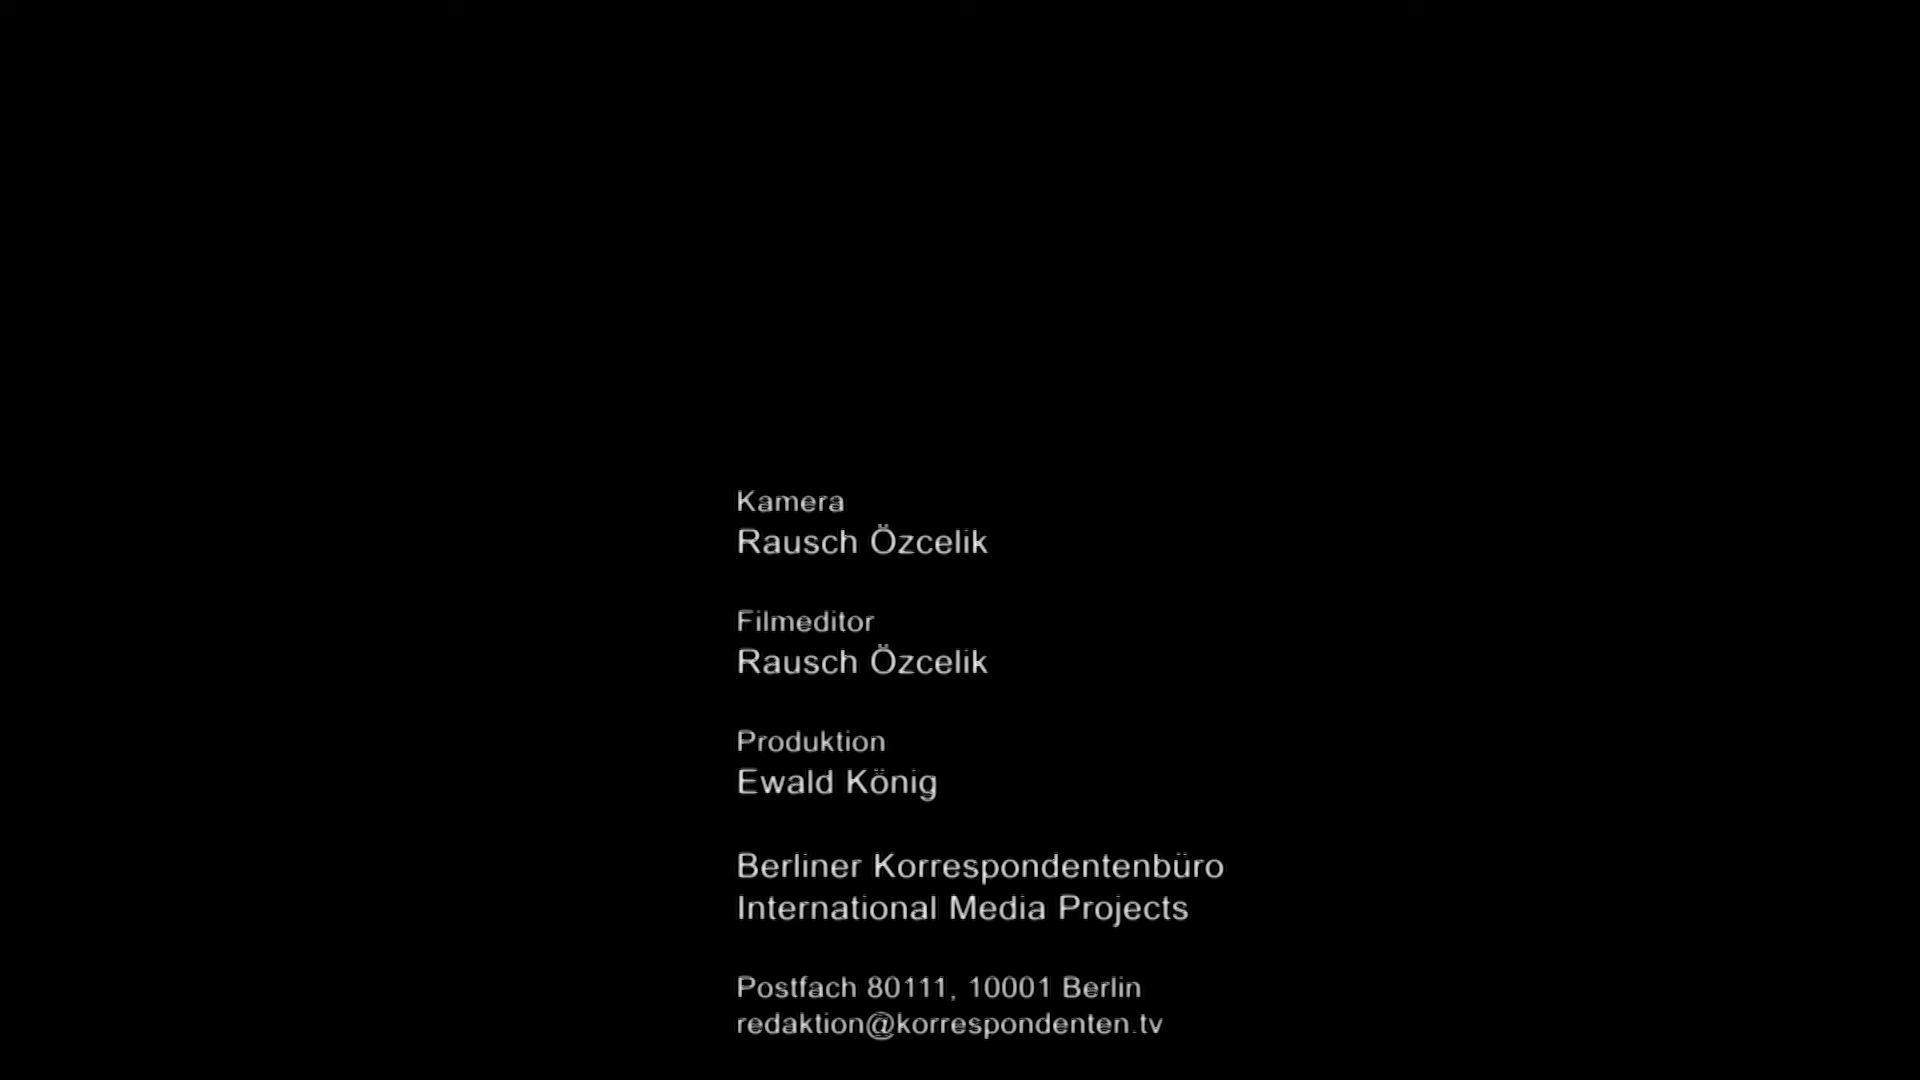 Kamera
Rausch Özcelik
Filmeditor
Rausch Özcelik
Produktion
Ewald König
Berliner Korrespondentenbüro
International Media Projects
Postfach 80111, 10001 Berlin
redaktion@korrespondenten.tv